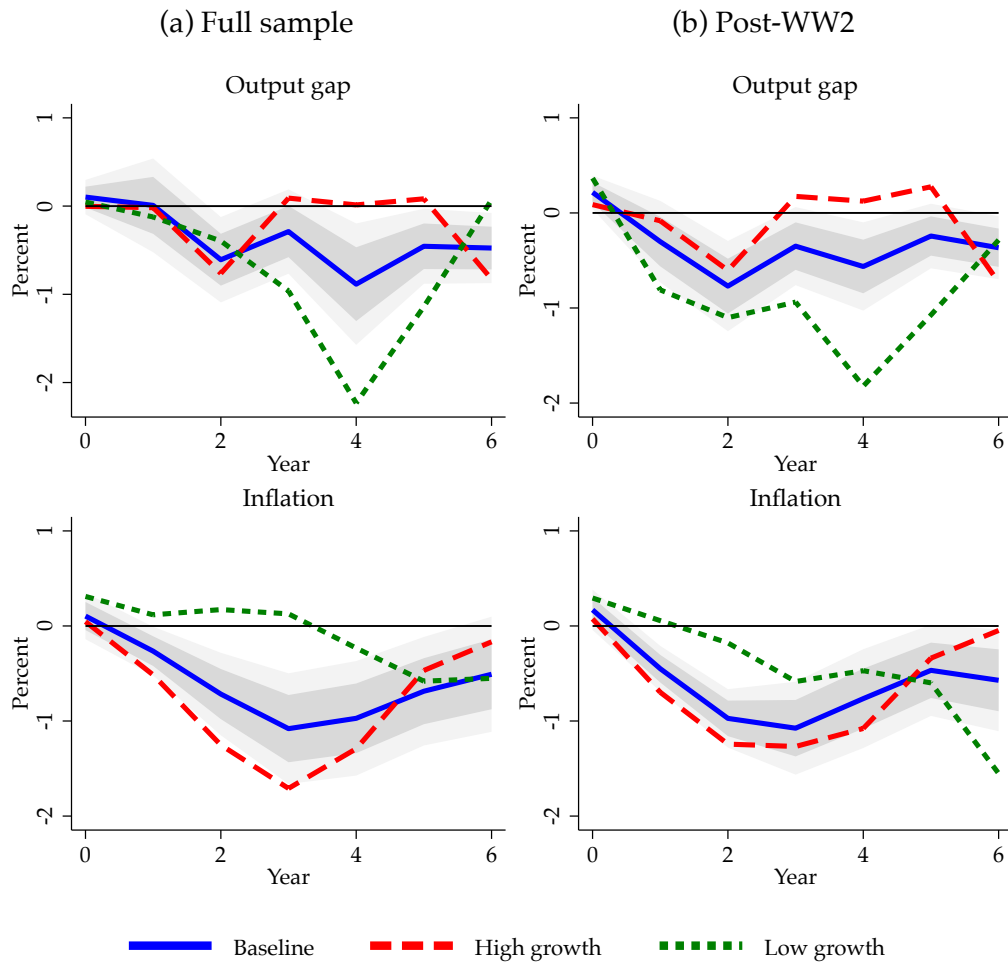 (a) Full sample
(b) Post-WW2
Output gap
Percent
1
0
-1
-2
0 2 4 6
Year
Output gap
Percent
1
0
-1
-2
0 2 4 6
Year
Inflation
Percent
1
0
-1
-2
0 2 4 6
Year
Inflation
Percent
1
0
-1
-2
0 2 4 6
Year
Baseline High growth Low growth